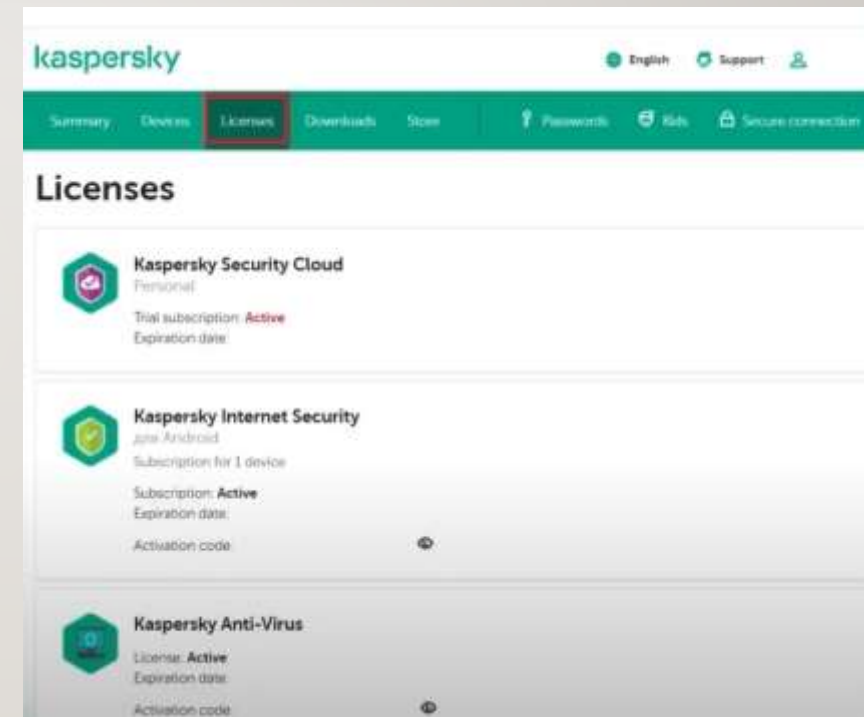 kaspersky
English Support
Summary Devices Licenses Downloads Store Passwords Kids Secure connection
Licenses
Kaspersky Security Cloud
Personal
Trial subscription: Active
Expiration date:
Kaspersky Internet Security
для Android
Subscription for 1 device
Subscription: Active
Expiration date:
Activation code:
Kaspersky Anti-Virus
License: Active
Expiration date:
Activation code: